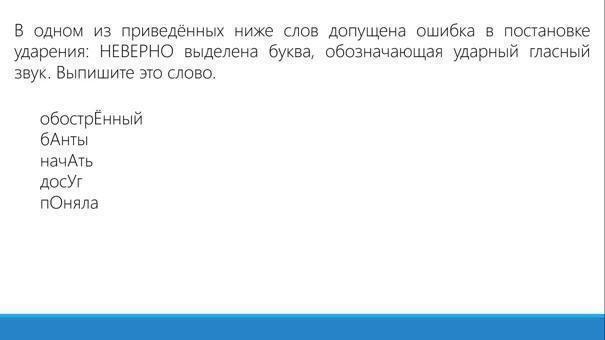 В одном из приведённых ниже слов допущена ошибка в постановке
ударения: НЕВЕРНО выделена буква, обозначающая ударный гласный
звук. Выпишите это слово.
обострЁнный
бАнты
начАть
досУг
пОняла